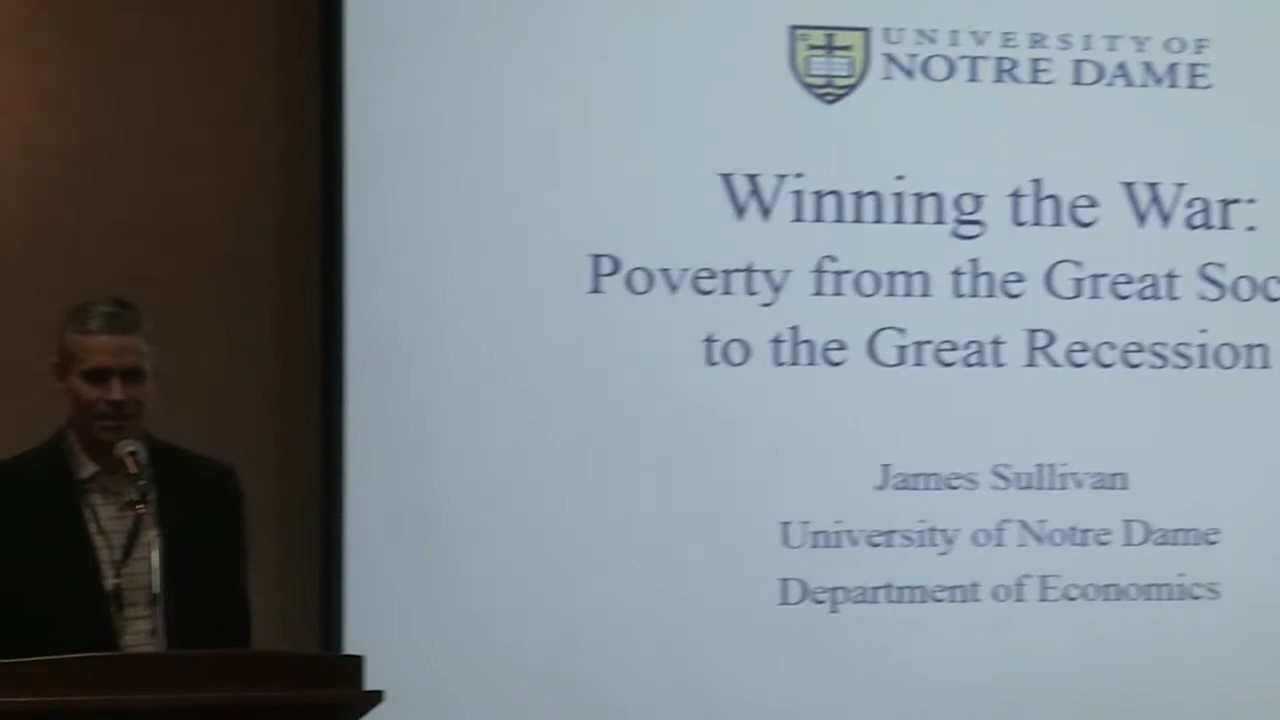 UNIVERSITY OF
NOTRE DAME
Winning the War:
Poverty from the Great Soc
to the Great Recession
James Sullivan
University of Notre Dame
Department of Economics